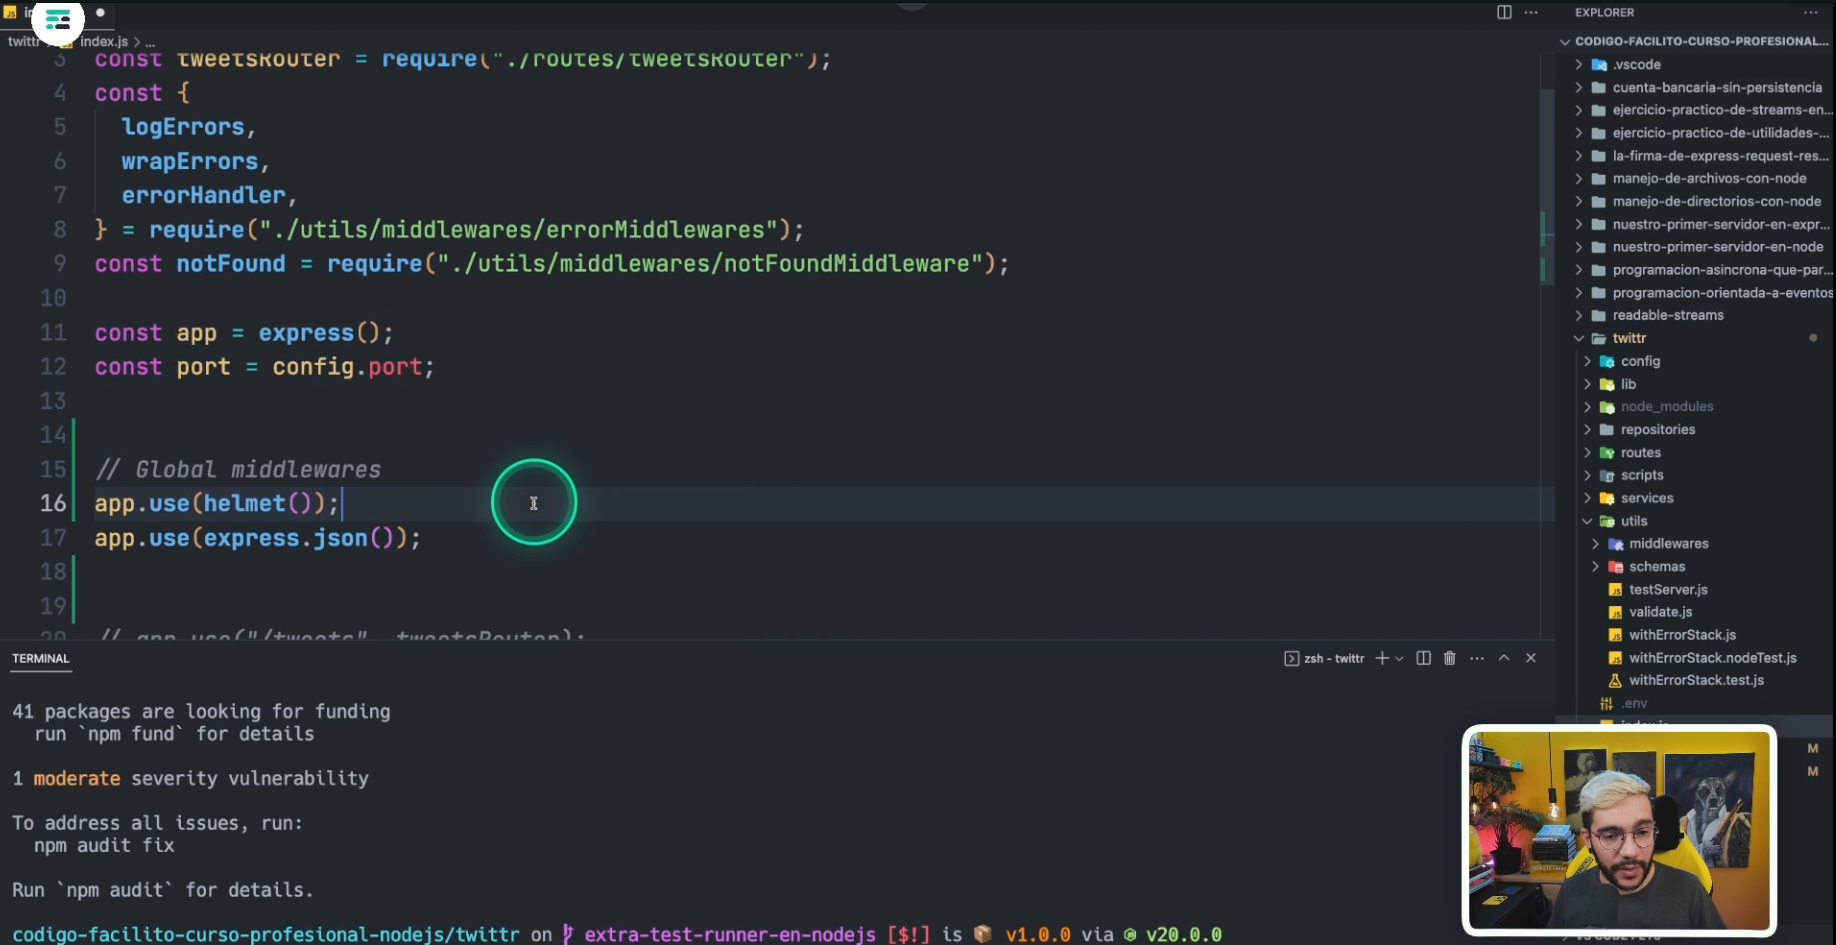 twittr > index.js > ...
3 const tweetsRouter = require("./routes/tweetsRouter");
4 const {
5 logErrors,
6 wrapErrors,
7 errorHandler,
8 } = require("./utils/middlewares/errorMiddlewares");
9 const notFound = require("./utils/middlewares/notFoundMiddleware");
10
11 const app = express();
12 const port = config.port;
13
14
15 // Global middlewares
16 app.use(helmet());
17 app.use(express.json());
18
19
20 // app.use("/tweets", tweetsRouter);
TERMINAL
zsh - twittr
41 packages are looking for funding
run `npm fund` for details
1 moderate severity vulnerability
To address all issues, run:
npm audit fix
Run `npm audit` for details.
codigo-facilito-curso-profesional-nodejs/twittr on extra-test-runner-en-nodejs [$!] is v1.0.0 via v20.0.0
EXPLORER
CODIGO-FACILITO-CURSO-PROFESIONAL...
.vscode
cuenta-bancaria-sin-persistencia
ejercicio-practico-de-streams-en...
ejercicio-practico-de-utilidades-...
la-firma-de-express-request-res...
manejo-de-archivos-con-node
manejo-de-directorios-con-node
nuestro-primer-servidor-en-expr...
nuestro-primer-servidor-en-node
programacion-asincrona-que-par...
programacion-orientada-a-eventos
readable-streams
twittr
config
lib
node_modules
repositories
routes
scripts
services
utils
middlewares
schemas
testServer.js
validate.js
withErrorStack.js
withErrorStack.nodeTest.js
withErrorStack.test.js
.env
index.js
M
M